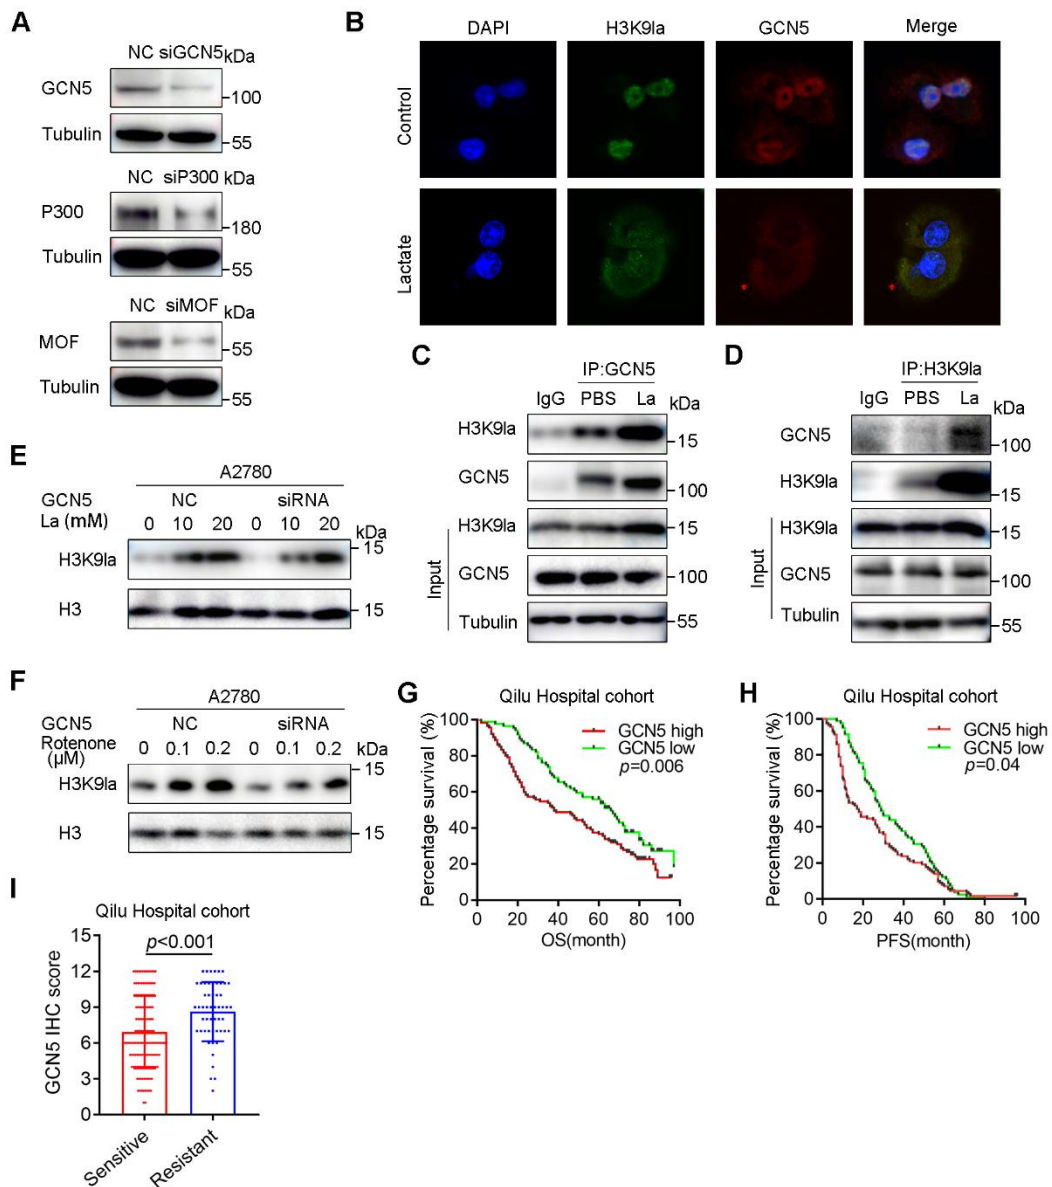 A
NC siGCN5 kDa
GCN5
100
Tubulin
55
NC siP300 kDa
P300
180
Tubulin
55
NC siMOF kDa
MOF
55
Tubulin
55
B
DAPI H3K9la GCN5 Merge
Control
Lactate
C
IP:GCN5
IgG PBS La kDa
H3K9la
15
GCN5
100
H3K9la
15
GCN5
100
Tubulin
55
Input
D
IP:H3K9la
IgG PBS La kDa
GCN5
100
H3K9la
15
H3K9la
15
GCN5
100
Tubulin
55
Input
E
A2780
GCN5 NC siRNA
La (mM) 0 10 20 0 10 20 kDa
H3K9la
15
H3
15
F
A2780
GCN5 NC siRNA
Rotenone 0 0.1 0.2 0 0.1 0.2 kDa
(μM)
H3K9la
15
H3
15
G
Qilu Hospital cohort
GCN5 high
GCN5 low
p=0.006
Percentage survival (%)
100
80
60
40
20
0
0 20 40 60 80 100
OS(month)
H
Qilu Hospital cohort
GCN5 high
GCN5 low
p=0.04
Percentage survival (%)
100
80
60
40
20
0
0 20 40 60 80 100
PFS(month)
I
Qilu Hospital cohort
p<0.001
GCN5 IHC score
15
12
9
6
3
0
Sensitive
Resistant